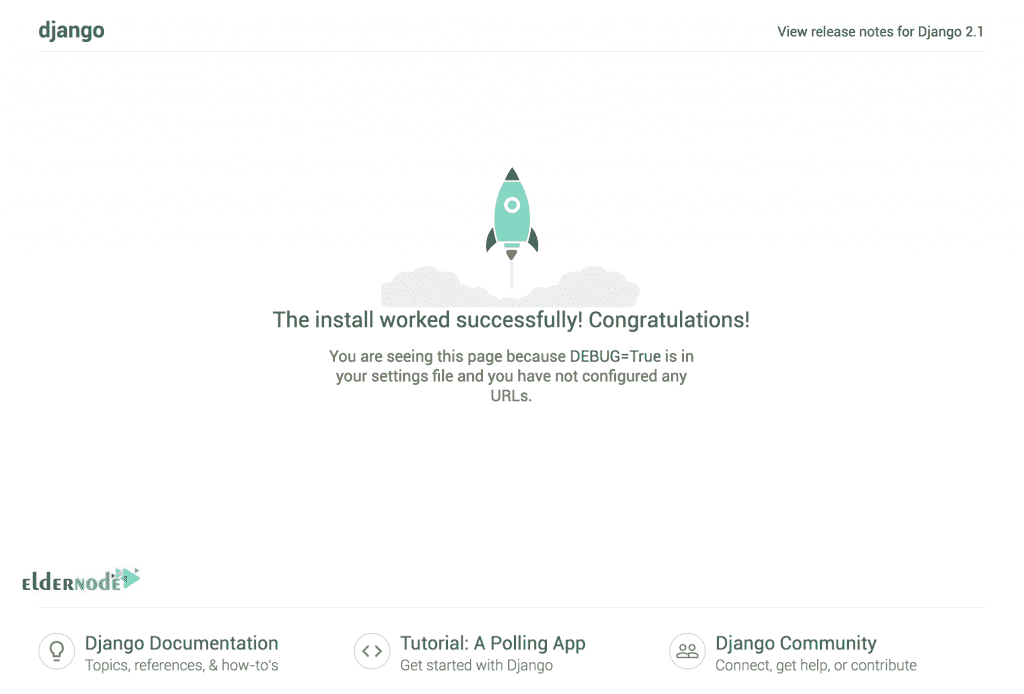 django
View release notes for Django 2.1
The install worked successfully! Congratulations!
You are seeing this page because DEBUG=True is in
your settings file and you have not configured any
URLs.
ELDERNODE
Django Documentation
Topics, references, & how-to's
Tutorial: A Polling App
Get started with Django
Django Community
Connect, get help, or contribute